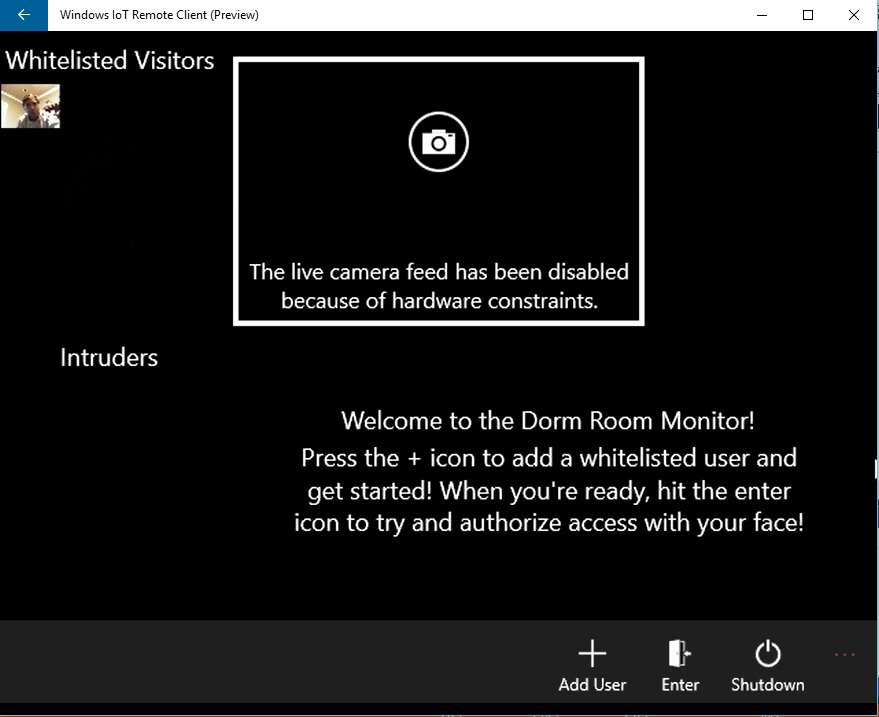 Windows IoT Remote Client (Preview)
Whitelisted Visitors
The live camera feed has been disabled
because of hardware constraints.
Intruders
Welcome to the Dorm Room Monitor!
Press the + icon to add a whitelisted user and
get started! When you're ready, hit the enter
icon to try and authorize access with your face!
Add User
Enter
Shutdown